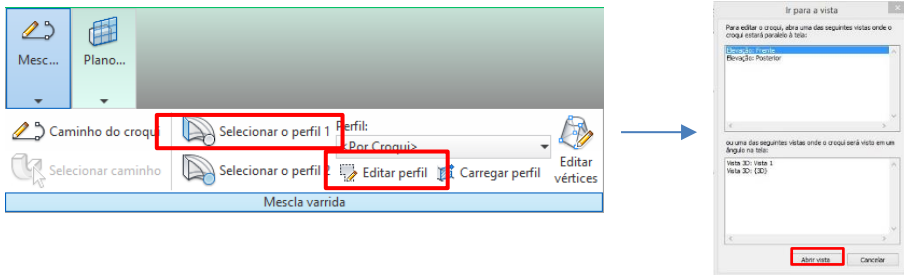 Mesc...
Plano...
Caminho do croqui
Selecionar caminho
Selecionar o perfil 1
Selecionar o perfil 2
Perfil:
<Por Croqui>
Editar perfil
Carregar perfil
Editar
vértices
Mescla varrida
Ir para a vista
Para editar o croqui, abra uma das seguintes vistas onde o
croqui estará paralelo à tela:
Elevação: Frente
Elevação: Posterior
ou uma das seguintes vistas onde o croqui será visto em um
ângulo na tela:
Vista 3D: Vista 1
Vista 3D: {3D}
Abrir vista
Cancelar